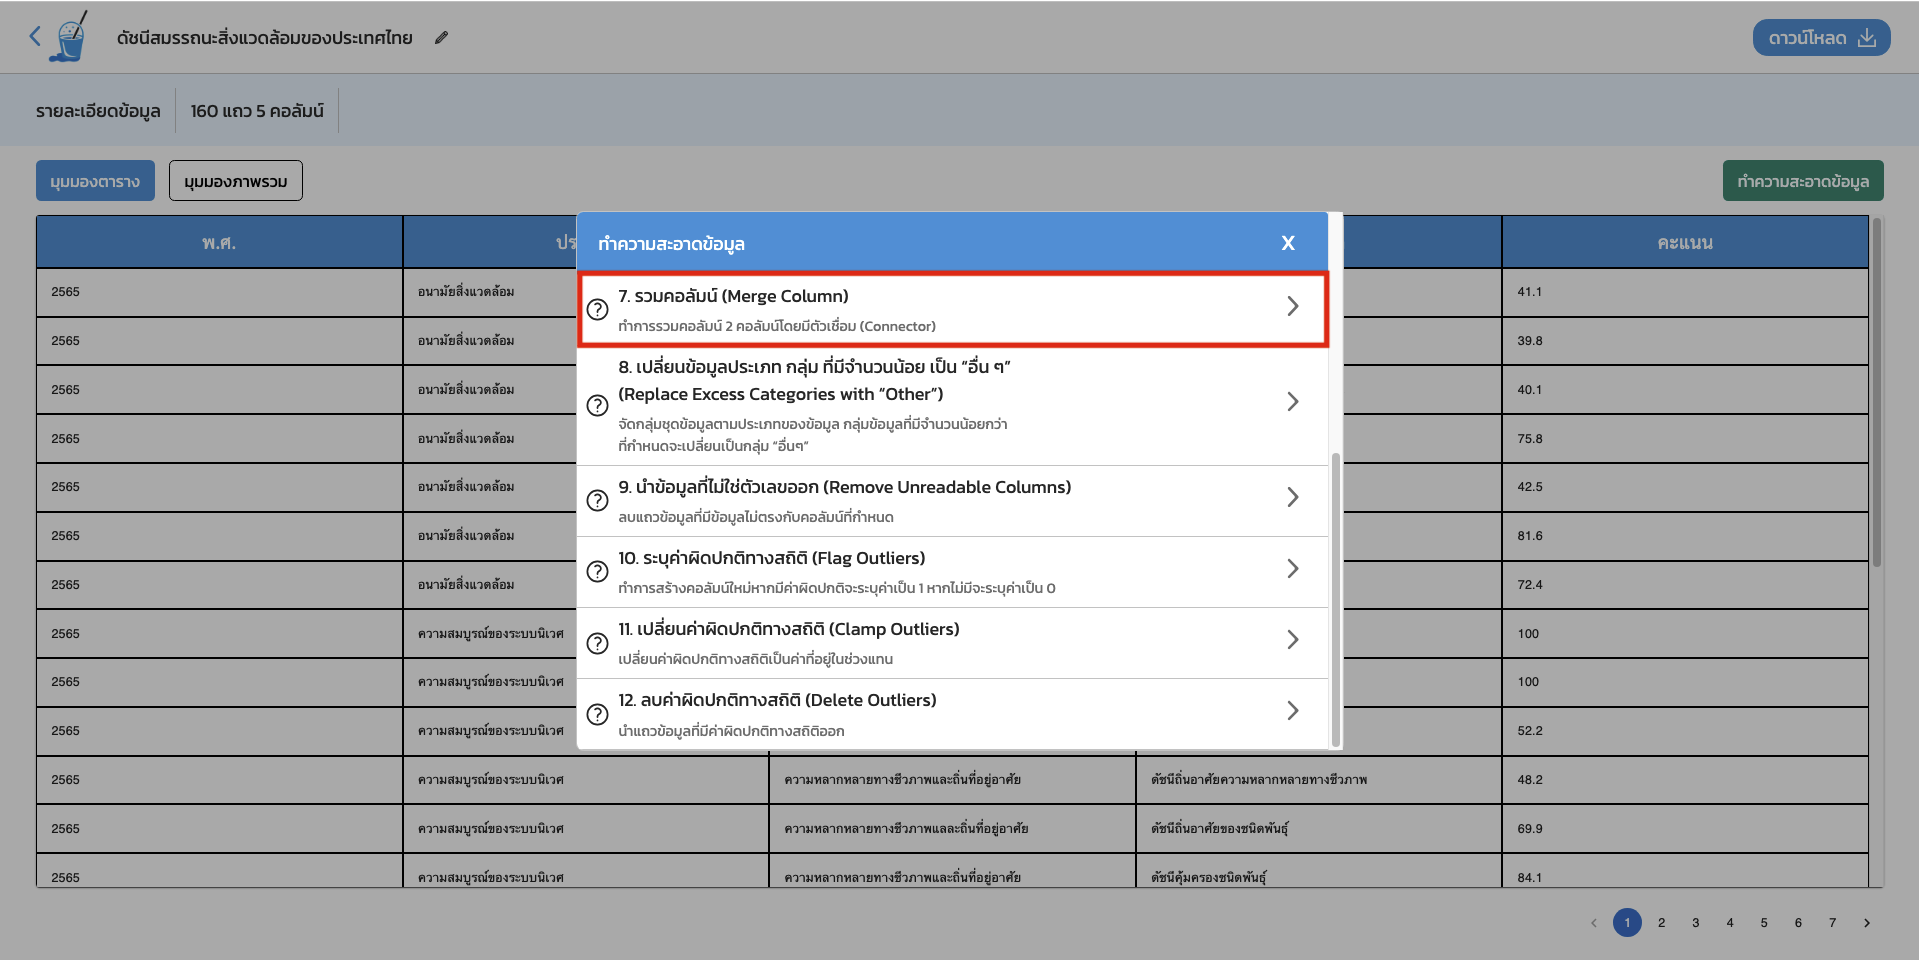 ดัชนีสมรรถนะสิ่งแวดล้อมของประเทศไทย
ดาวน์โหลด
รายละเอียดข้อมูล 160 แถว 5 คอลัมน์
มุมมองตาราง มุมมองภาพรวม ทำความสะอาดข้อมูล
พ.ศ. คะแนน
ทำความสะอาดข้อมูล X
7. รวมคอลัมน์ (Merge Column)
ทำการรวมคอลัมน์ 2 คอลัมน์โดยมีตัวเชื่อม (Connector)
8. เปลี่ยนข้อมูลประเภท กลุ่ม ที่มีจำนวนน้อย เป็น “อื่น ๆ”
(Replace Excess Categories with “Other”)
จัดกลุ่มชุดข้อมูลตามประเภทของข้อมูล กลุ่มข้อมูลที่มีจำนวนน้อยกว่า
ที่กำหนดจะเปลี่ยนเป็นกลุ่ม “อื่นๆ”
9. นำข้อมูลที่ไม่ใช่ตัวเลขออก (Remove Unreadable Columns)
ลบแถวข้อมูลที่มีข้อมูลไม่ตรงกับคอลัมน์ที่กำหนด
10. ระบุค่าผิดปกติทางสถิติ (Flag Outliers)
ทำการสร้างคอลัมน์ใหม่หากมีค่าผิดปกติจะระบุค่าเป็น 1 หากไม่มีจะระบุค่าเป็น 0
11. เปลี่ยนค่าผิดปกติทางสถิติ (Clamp Outliers)
เปลี่ยนค่าผิดปกติทางสถิติเป็นค่าที่อยู่ในช่วงแทน
12. ลบค่าผิดปกติทางสถิติ (Delete Outliers)
นำแถวข้อมูลที่มีค่าผิดปกติทางสถิติออก
2565 อนามัยสิ่งแวดล้อม 41.1
2565 อนามัยสิ่งแวดล้อม 39.8
2565 อนามัยสิ่งแวดล้อม 40.1
2565 อนามัยสิ่งแวดล้อม 75.8
2565 อนามัยสิ่งแวดล้อม 42.5
2565 อนามัยสิ่งแวดล้อม 81.6
2565 อนามัยสิ่งแวดล้อม 72.4
2565 ความสมบูรณ์ของระบบนิเวศ 100
2565 ความสมบูรณ์ของระบบนิเวศ 100
2565 ความสมบูรณ์ของระบบนิเวศ 52.2
2565 ความสมบูรณ์ของระบบนิเวศ ความหลากหลายทางชีวภาพและถิ่นที่อยู่อาศัย ดัชนีถิ่นอาศัยความหลากหลายทางชีวภาพ 48.2
2565 ความสมบูรณ์ของระบบนิเวศ ความหลากหลายทางชีวภาพแลละถิ่นที่อยู่อาศัย ดัชนีถิ่นอาศัยของชนิดพันธุ์ 69.9
2565 ความสมบูรณ์ของระบบนิเวศ ความหลากหลายทางชีวภาพและถิ่นที่อยู่อาศัย ดัชนีคุ้มครองชนิดพันธุ์ 84.1
1 2 3 4 5 6 7